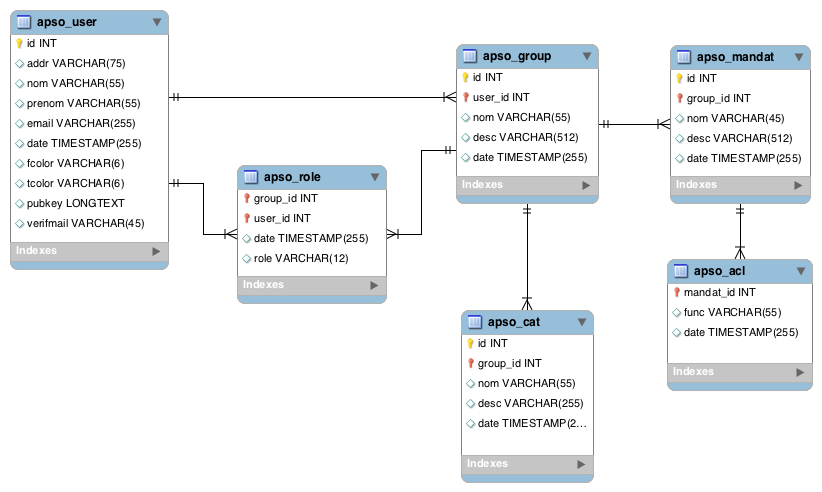 apso_user
id INT
addr VARCHAR(75)
nom VARCHAR(55)
prenom VARCHAR(55)
email VARCHAR(255)
date TIMESTAMP(255)
fcolor VARCHAR(6)
tcolor VARCHAR(6)
pubkey LONGTEXT
verifmail VARCHAR(45)
Indexes
apso_role
group_id INT
user_id INT
date TIMESTAMP(255)
role VARCHAR(12)
Indexes
apso_group
id INT
user_id INT
nom VARCHAR(55)
desc VARCHAR(512)
date TIMESTAMP(255)
Indexes
apso_mandat
id INT
group_id INT
nom VARCHAR(45)
desc VARCHAR(512)
date TIMESTAMP(255)
Indexes
apso_cat
id INT
group_id INT
nom VARCHAR(55)
desc VARCHAR(255)
date TIMESTAMP(2...
Indexes
apso_acl
mandat_id INT
func VARCHAR(55)
date TIMESTAMP(255)
Indexes